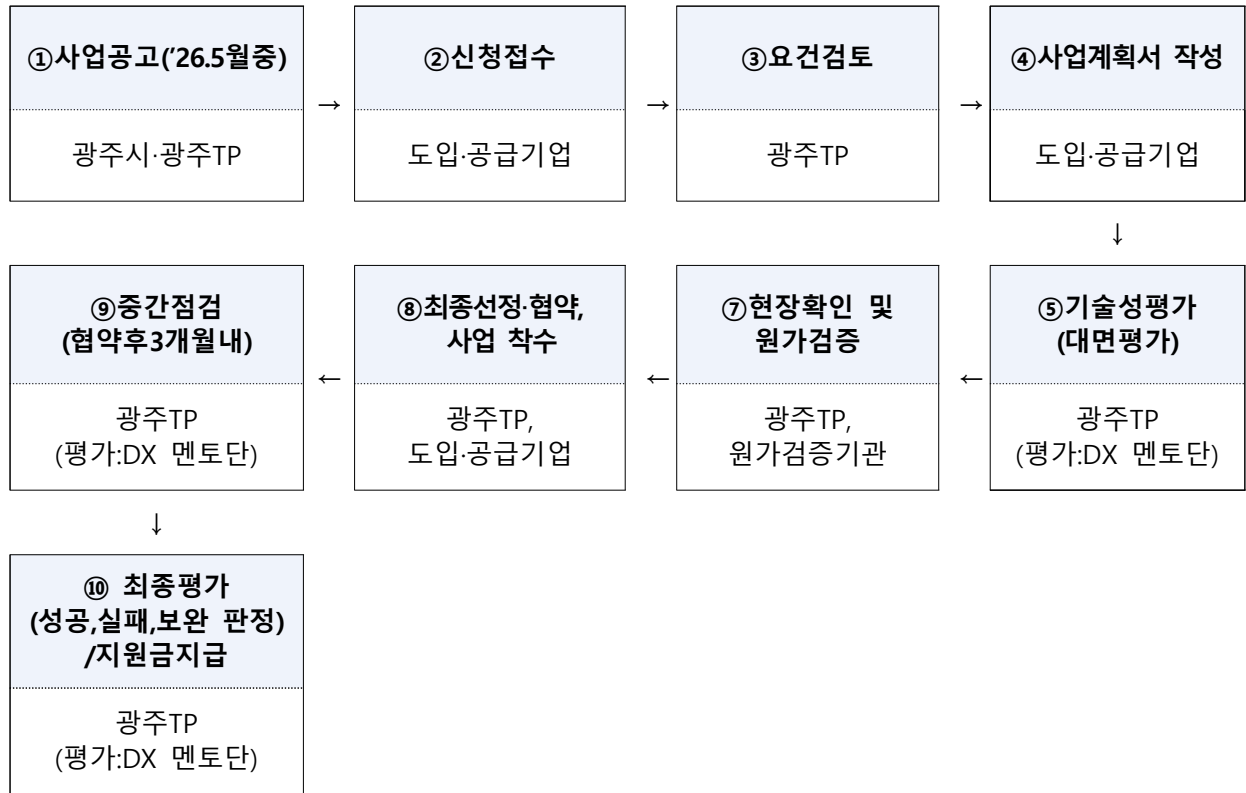 ①사업공고('26.5월중)
광주시·광주TP
→
②신청접수
도입·공급기업
→
③요건검토
광주TP
→
④사업계획서 작성
도입·공급기업
↓
⑤기술성평가
(대면평가)
광주TP
(평가:DX 멘토단)
←
⑦현장확인 및
원가검증
광주TP,
원가검증기관
←
⑧최종선정·협약,
사업 착수
광주TP,
도입·공급기업
←
⑨중간점검
(협약후3개월내)
광주TP
(평가:DX 멘토단)
↓
⑩ 최종평가
(성공,실패,보완 판정)
/지원금지급
광주TP
(평가:DX 멘토단)